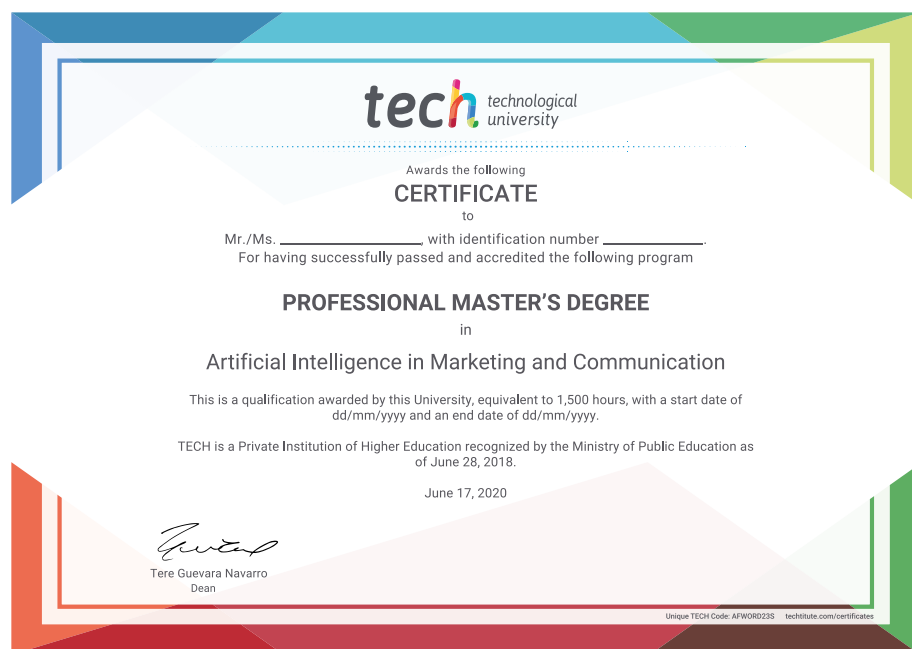 tech technological
university
Awards the following
CERTIFICATE
to
Mr./Ms. ____________________, with identification number ______________.
For having successfully passed and accredited the following program
PROFESSIONAL MASTER'S DEGREE
in
Artificial Intelligence in Marketing and Communication
This is a qualification awarded by this University, equivalent to 1,500 hours, with a start date of
dd/mm/yyyy and an end date of dd/mm/yyyy.
TECH is a Private Institution of Higher Education recognized by the Ministry of Public Education as
of June 28, 2018.
June 17, 2020
Tere Guevara Navarro
Dean
Unique TECH Code: AFWORD23S techtitute.com/certificates